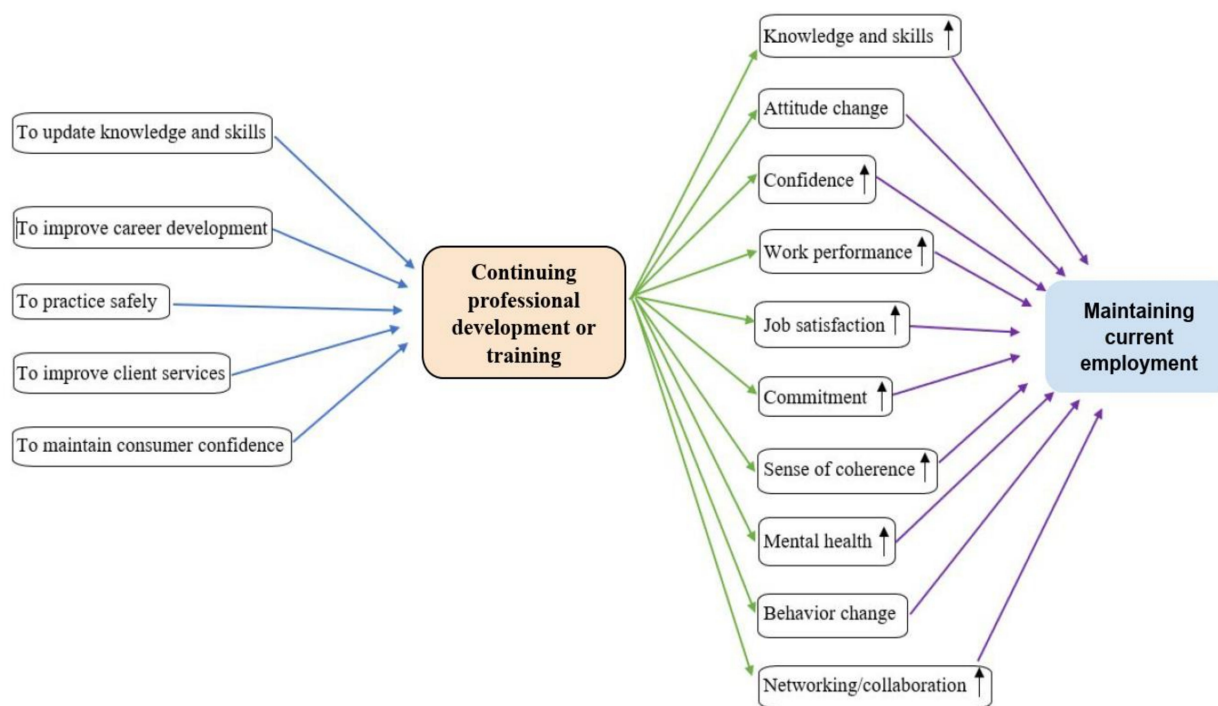 To update knowledge and skills
To improve career development
To practice safely
To improve client services
To maintain consumer confidence
Continuing
professional
development or
training
Knowledge and skills
Attitude change
Confidence
Work performance
Job satisfaction
Commitment
Sense of coherence
Mental health
Behavior change
Networking/collaboration
Maintaining
current
employment